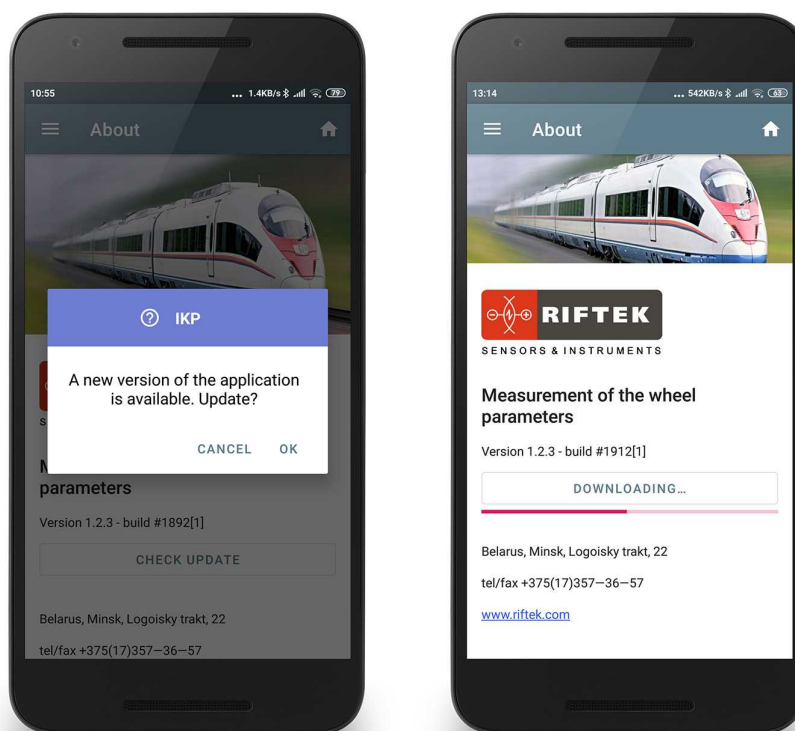 10:55
... 1.4KB/s 79
About
IKP
A new version of the application
is available. Update?
CANCEL OK
S
M
parameters
Version 1.2.3 - build #1892[1]
CHECK UPDATE
Belarus, Minsk, Logoisky trakt, 22
tel/fax +375(17)357—36—57
13:14
... 542KB/s 63
About
RIFTEK
SENSORS & INSTRUMENTS
Measurement of the wheel
parameters
Version 1.2.3 - build #1912[1]
DOWNLOADING...
Belarus, Minsk, Logoisky trakt, 22
tel/fax +375(17)357—36—57
www.riftek.com